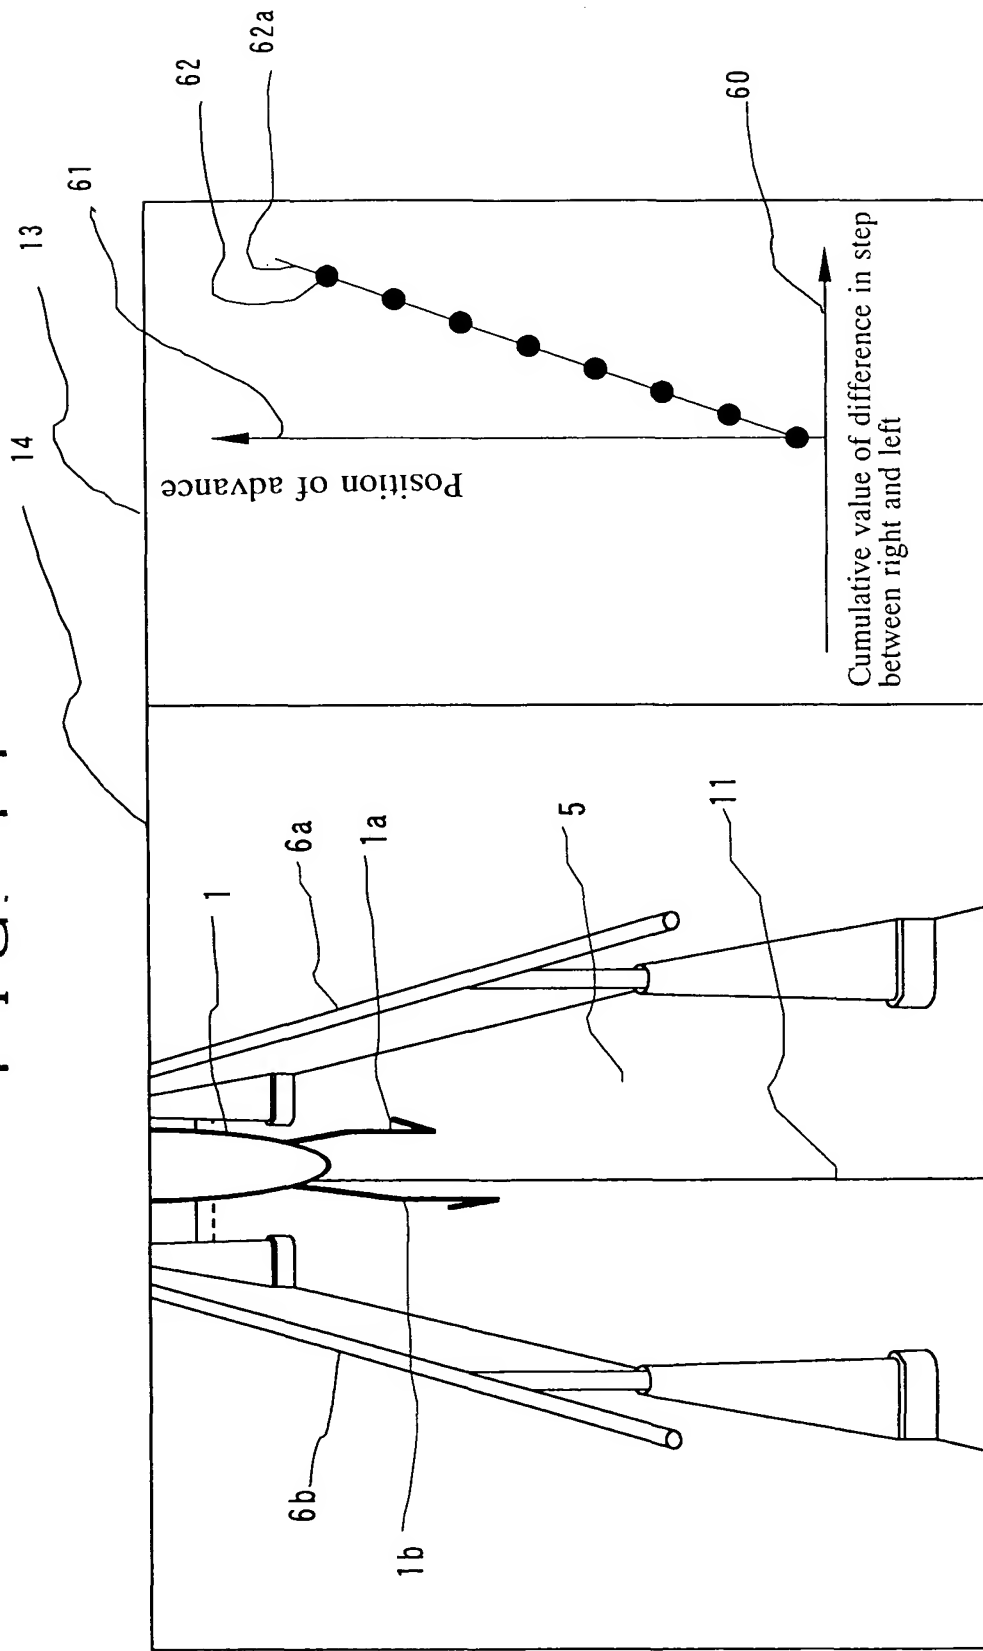 14
13
61
62
62a
60
Position of advance
Cumulative value of difference in step
between right and left
1
6a
1a
5
11
6b
1b